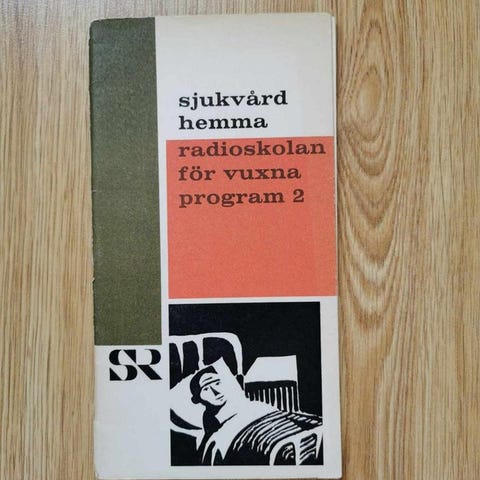 sjukvård
hemma
radioskolan
för vuxna
program 2
SR